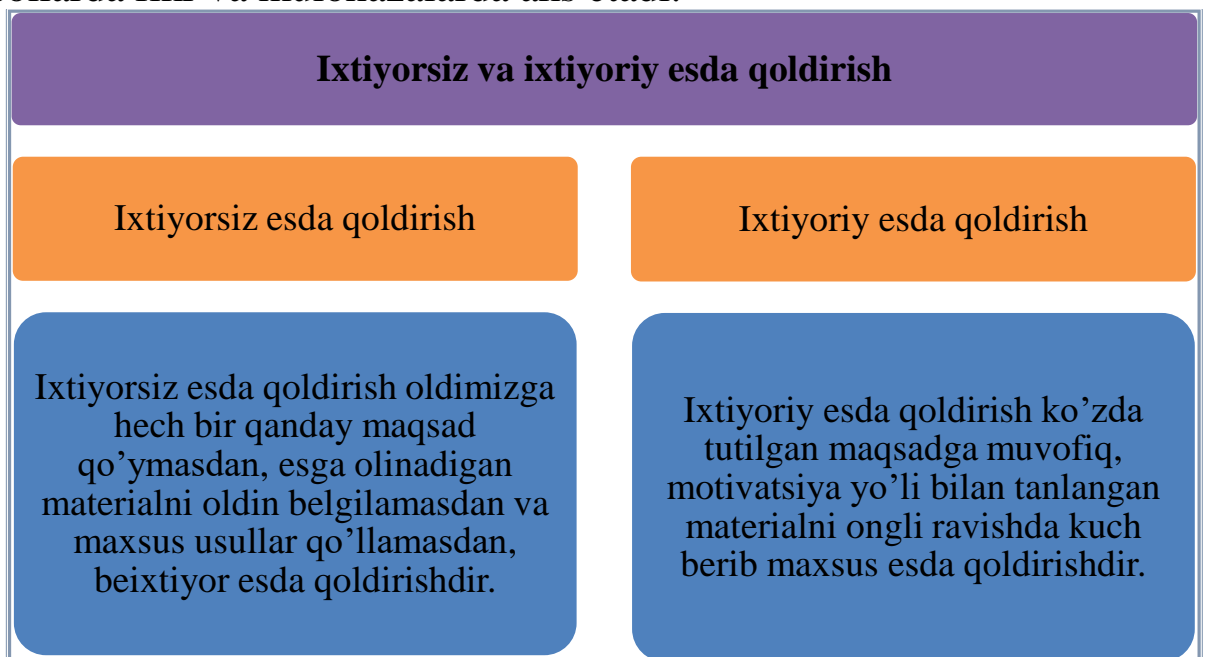 Ixtiyorsiz va ixtiyoriy esda qoldirish
Ixtiyorsiz esda qoldirish
Ixtiyoriy esda qoldirish
Ixtiyorsiz esda qoldirish oldimizga
hech bir qanday maqsad
qo’ymasdan, esga olinadigan
materialni oldin belgilamasdan va
maxsus usullar qo’llamasdan,
beixtiyor esda qoldirishdir.
Ixtiyoriy esda qoldirish ko’zda
tutilgan maqsadga muvofiq,
motivatsiya yo’li bilan tanlangan
materialni ongli ravishda kuch
berib maxsus esda qoldirishdir.